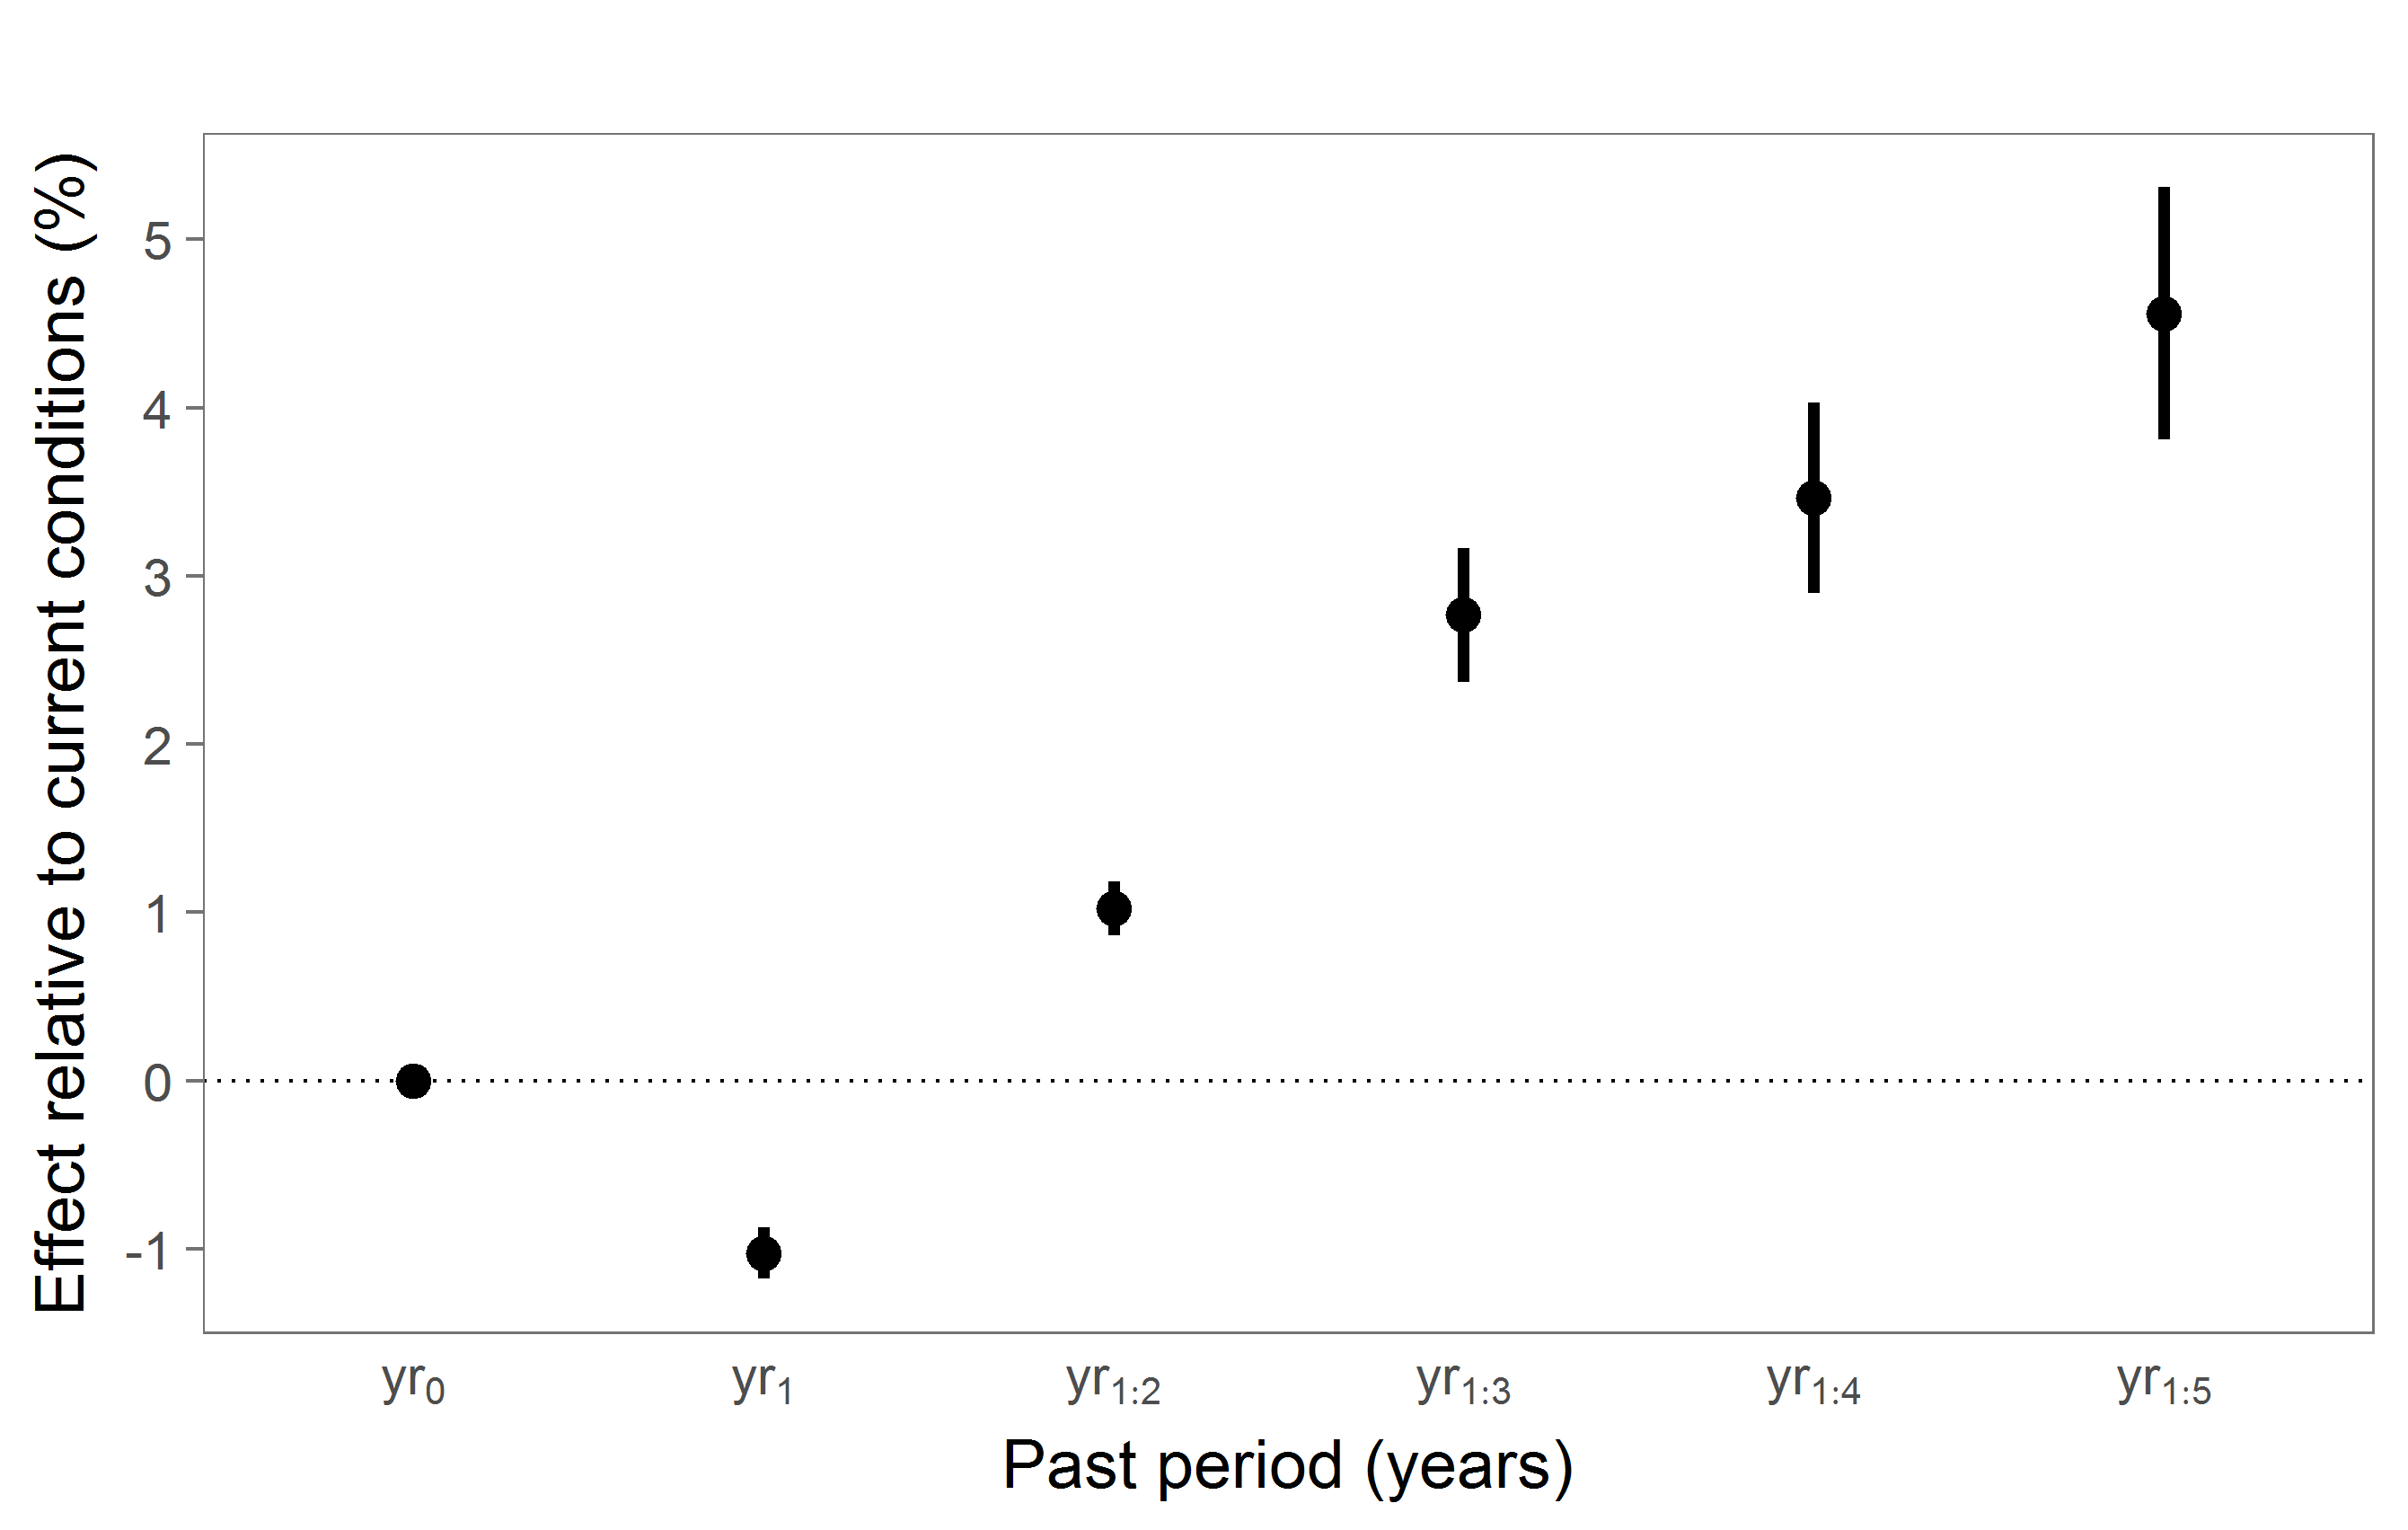 Effect relative to current conditions (%)
5
4
3
2
1
0
-1
yr₀ yr₁ yr₁:₂ yr₁:₃ yr₁:₄ yr₁:₅
Past period (years)